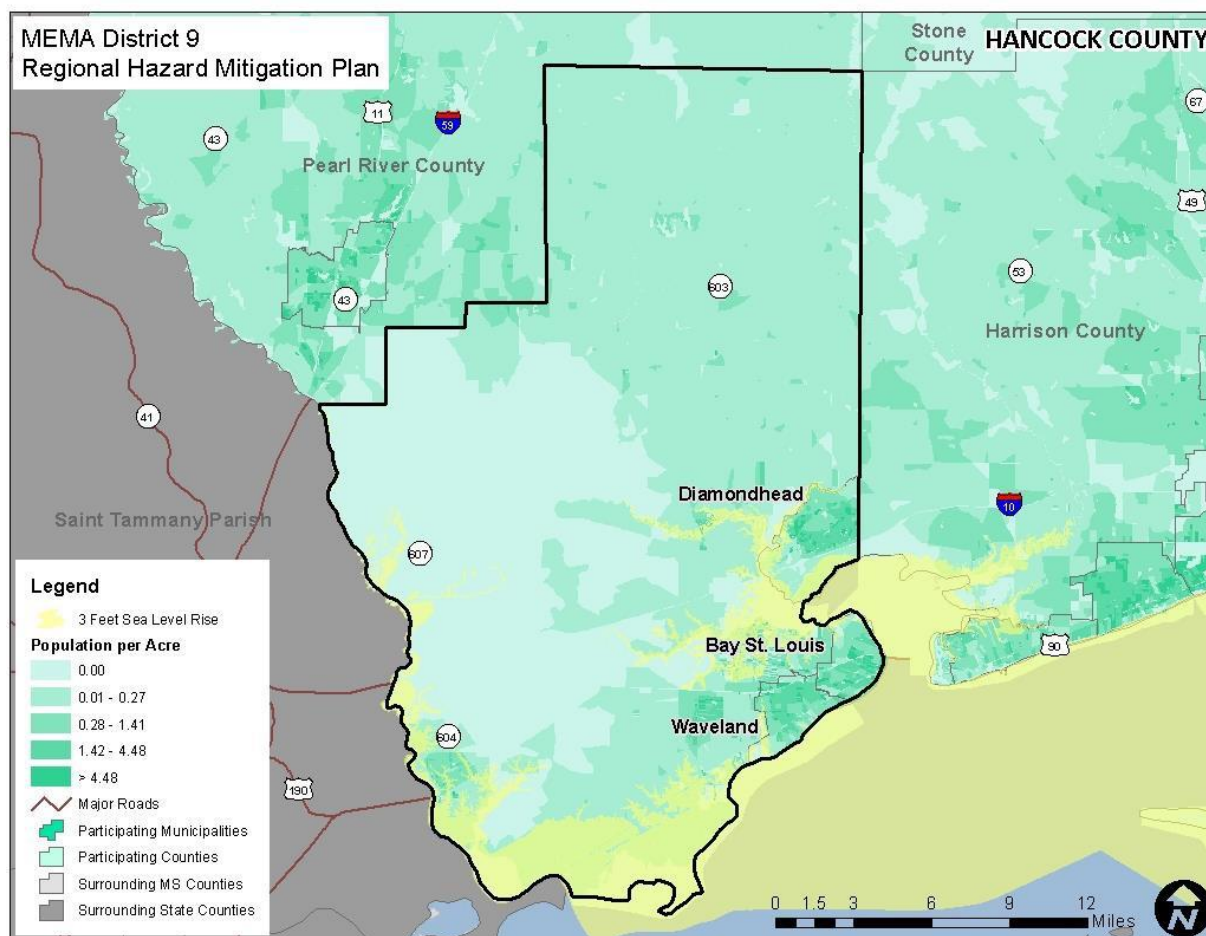 MEMA District 9
Regional Hazard Mitigation Plan
Stone
County
HANCOCK COUNTY
67
11
59
43
Pearl River County
49
53
603
43
Harrison County
41
Diamondhead
10
Saint Tammany Parish
607
Bay St. Louis
90
Waveland
604
190
Legend
3 Feet Sea Level Rise
Population per Acre
0.00
0.01 - 0.27
0.28 - 1.41
1.42 - 4.48
> 4.48
Major Roads
Participating Municipalities
Participating Counties
Surrounding MS Counties
Surrounding State Counties
0 1.5 3 6 9 12
Miles
N